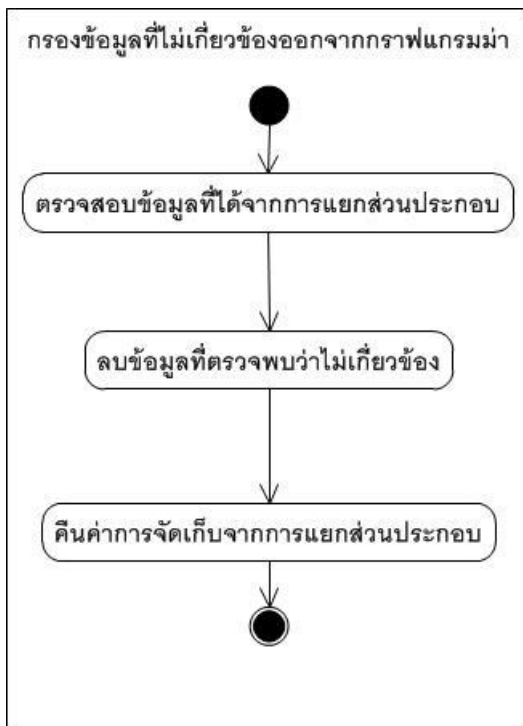 กรองข้อมูลที่ไม่เกี่ยวข้องออกจากกราฟแกรมม่า
ตรวจสอบข้อมูลที่ได้จากการแยกส่วนประกอบ
ลบข้อมูลที่ตรวจพบว่าไม่เกี่ยวข้อง
คืนค่าการจัดเก็บจากการแยกส่วนประกอบ